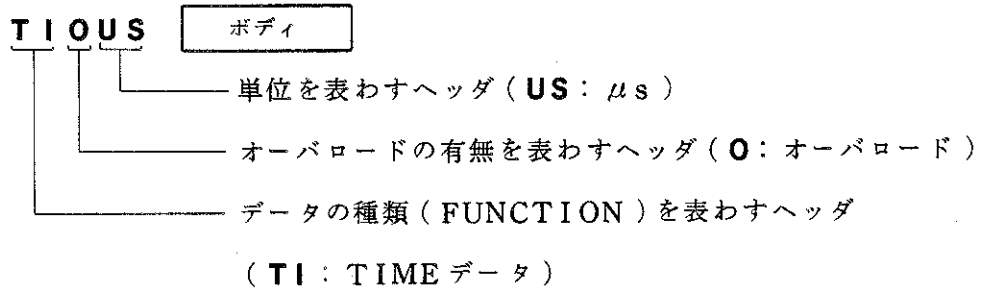 TIOUS ボディ
単位を表わすヘッダ(US:μs)
オーバロードの有無を表わすヘッダ(O:オーバロード)
データの種類(FUNCTION)を表わすヘッダ
(TI:TIMEデータ)